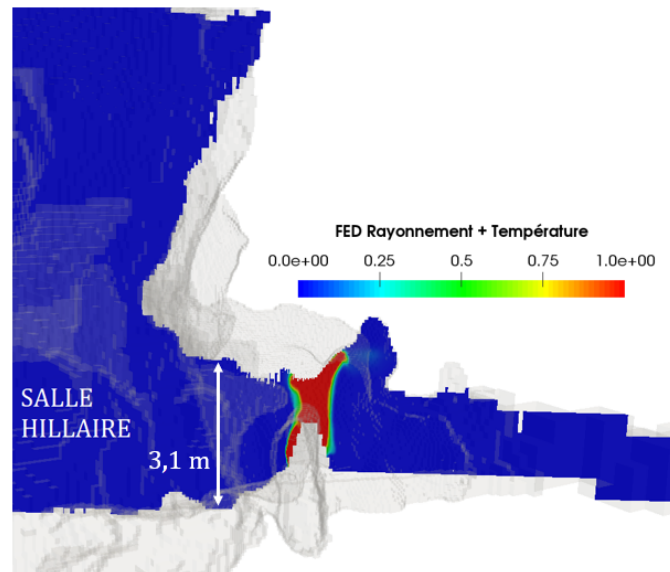 FED Rayonnement + Température
0.0e+00 0.25 0.5 0.75 1.0e+00
SALLE
HILLAIRE
3,1 m